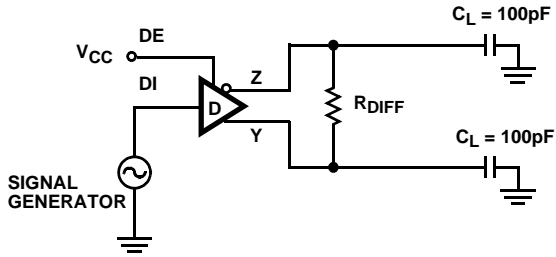 C_L = 100pF
DE
V_CC
DI
Z
D
R_DIFF
Y
C_L = 100pF
SIGNAL
GENERATOR